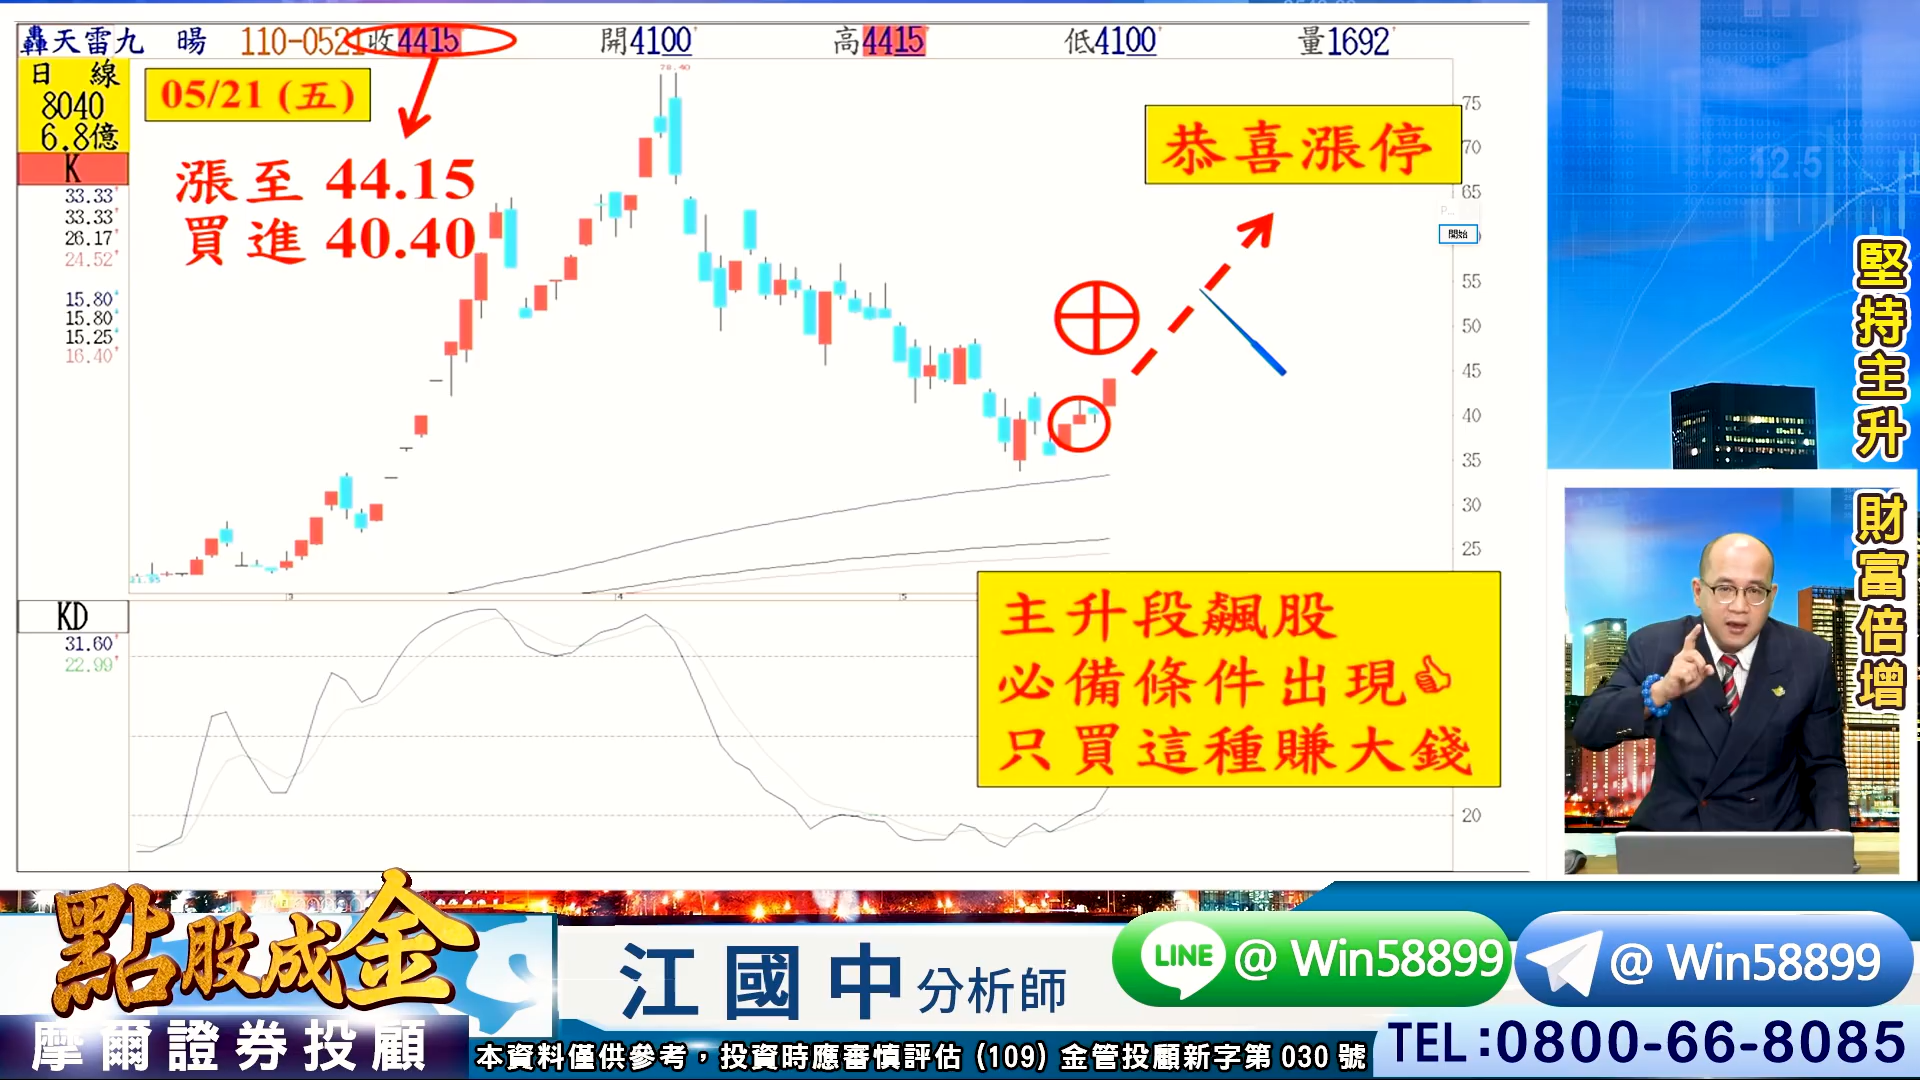 轟天雷九 暘 110-0521 收4415 開4100 高4415 低4100 量1692
日 線
8040
6.8億
K
33.33
33.33
26.17
24.52
15.80
15.80
15.25
16.40
05/21 (五)
漲至 44.15
買進 40.40
78.40
恭喜漲停
開始
75
70
65
55
50
45
40
35
30
25
3
4
5
KD
31.60
22.99
20
主升段飆股
必備條件出現👍
只買這種賺大錢
堅持主升 財富倍增
點股成金
摩爾證券投顧
江國中 分析師
LINE @ Win58899
@ Win58899
TEL:0800-66-8085
本資料僅供參考,投資時應審慎評估 (109) 金管投顧新字第 030 號